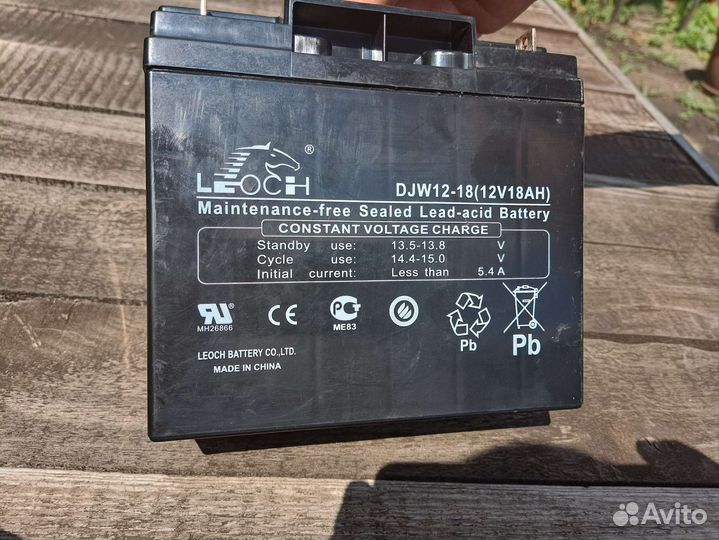 LEOCH®
DJW12-18(12V18AH)
Maintenance-free Sealed Lead-acid Battery
CONSTANT VOLTAGE CHARGE
Standby use: 13.5-13.8 V
Cycle use: 14.4-15.0 V
Initial current: Less than 5.4 A
MH26866
CE
РСТ
ME83
Pb
Pb
LEOCH BATTERY CO.,LTD.
MADE IN CHINA
Avito